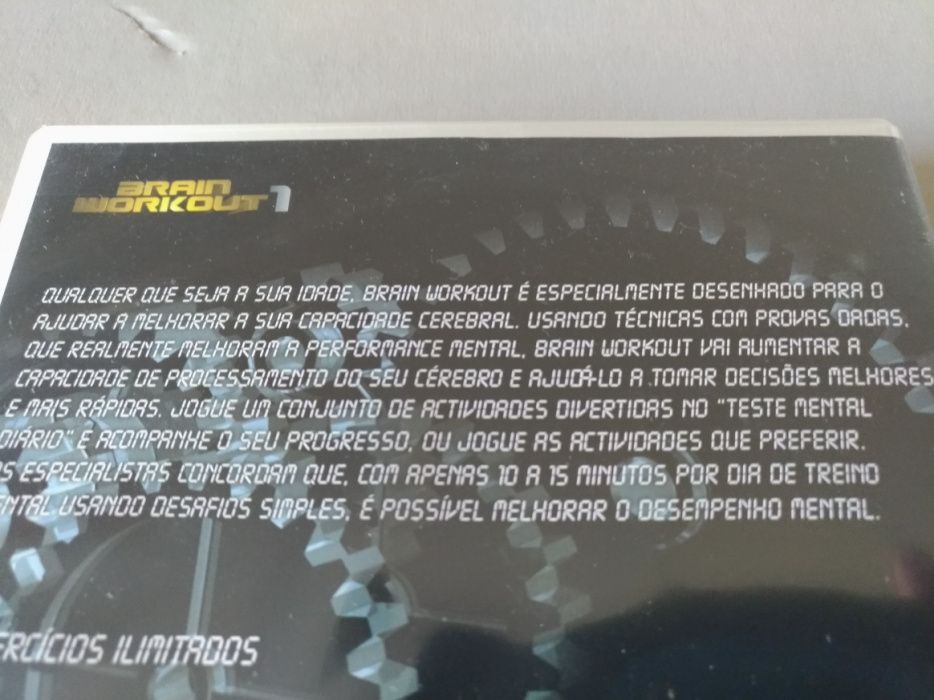 BRAIN
WORKOUT 1
QUALQUER QUE SEJA A SUA IDADE, BRAIN WORKOUT É ESPECIALMENTE DESENHADO PARA O
AJUDAR A MELHORAR A SUA CAPACIDADE CEREBRAL. USANDO TÉCNICAS COM PROVAS DADAS,
QUE REALMENTE MELHORAM A PERFORMANCE MENTAL, BRAIN WORKOUT VAI AUMENTAR A
CAPACIDADE DE PROCESSAMENTO DO SEU CÉREBRO E AJUDÁ-LO A TOMAR DECISÕES MELHORES
E MAIS RÁPIDAS. JOGUE UM CONJUNTO DE ACTIVIDADES DIVERTIDAS NO "TESTE MENTAL
DIÁRIO" E ACOMPANHE O SEU PROGRESSO, OU JOGUE AS ACTIVIDADES QUE PREFERIR.
OS ESPECIALISTAS CONCORDAM QUE, COM APENAS 10 A 15 MINUTOS POR DIA DE TREINO
ENTAL USANDO DESAFIOS SIMPLES, É POSSÍVEL MELHORAR O DESEMPENHO MENTAL.
ERCÍCIOS ILIMITADOS